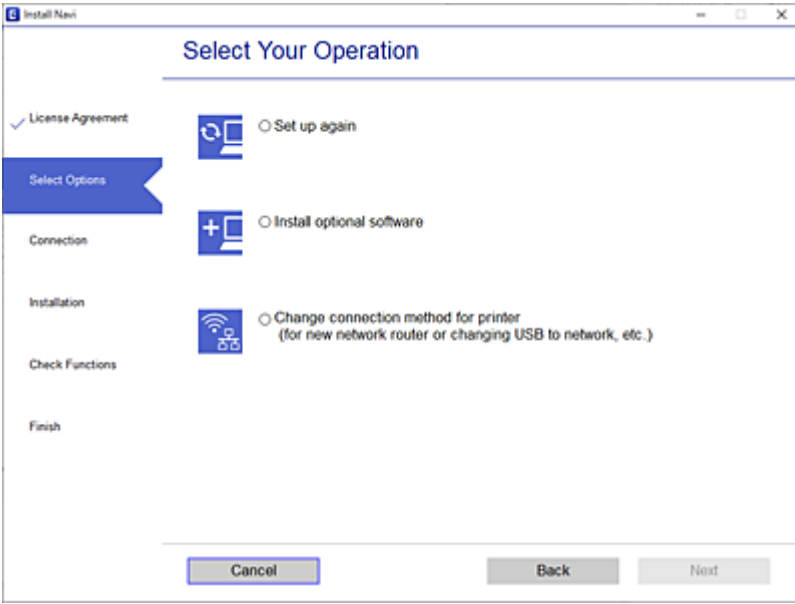 Install Navi
Select Your Operation
License Agreement
Select Options
Connection
Installation
Check Functions
Finish
Set up again
Install optional software
Change connection method for printer
(for new network router or changing USB to network, etc.)
Cancel
Back
Next